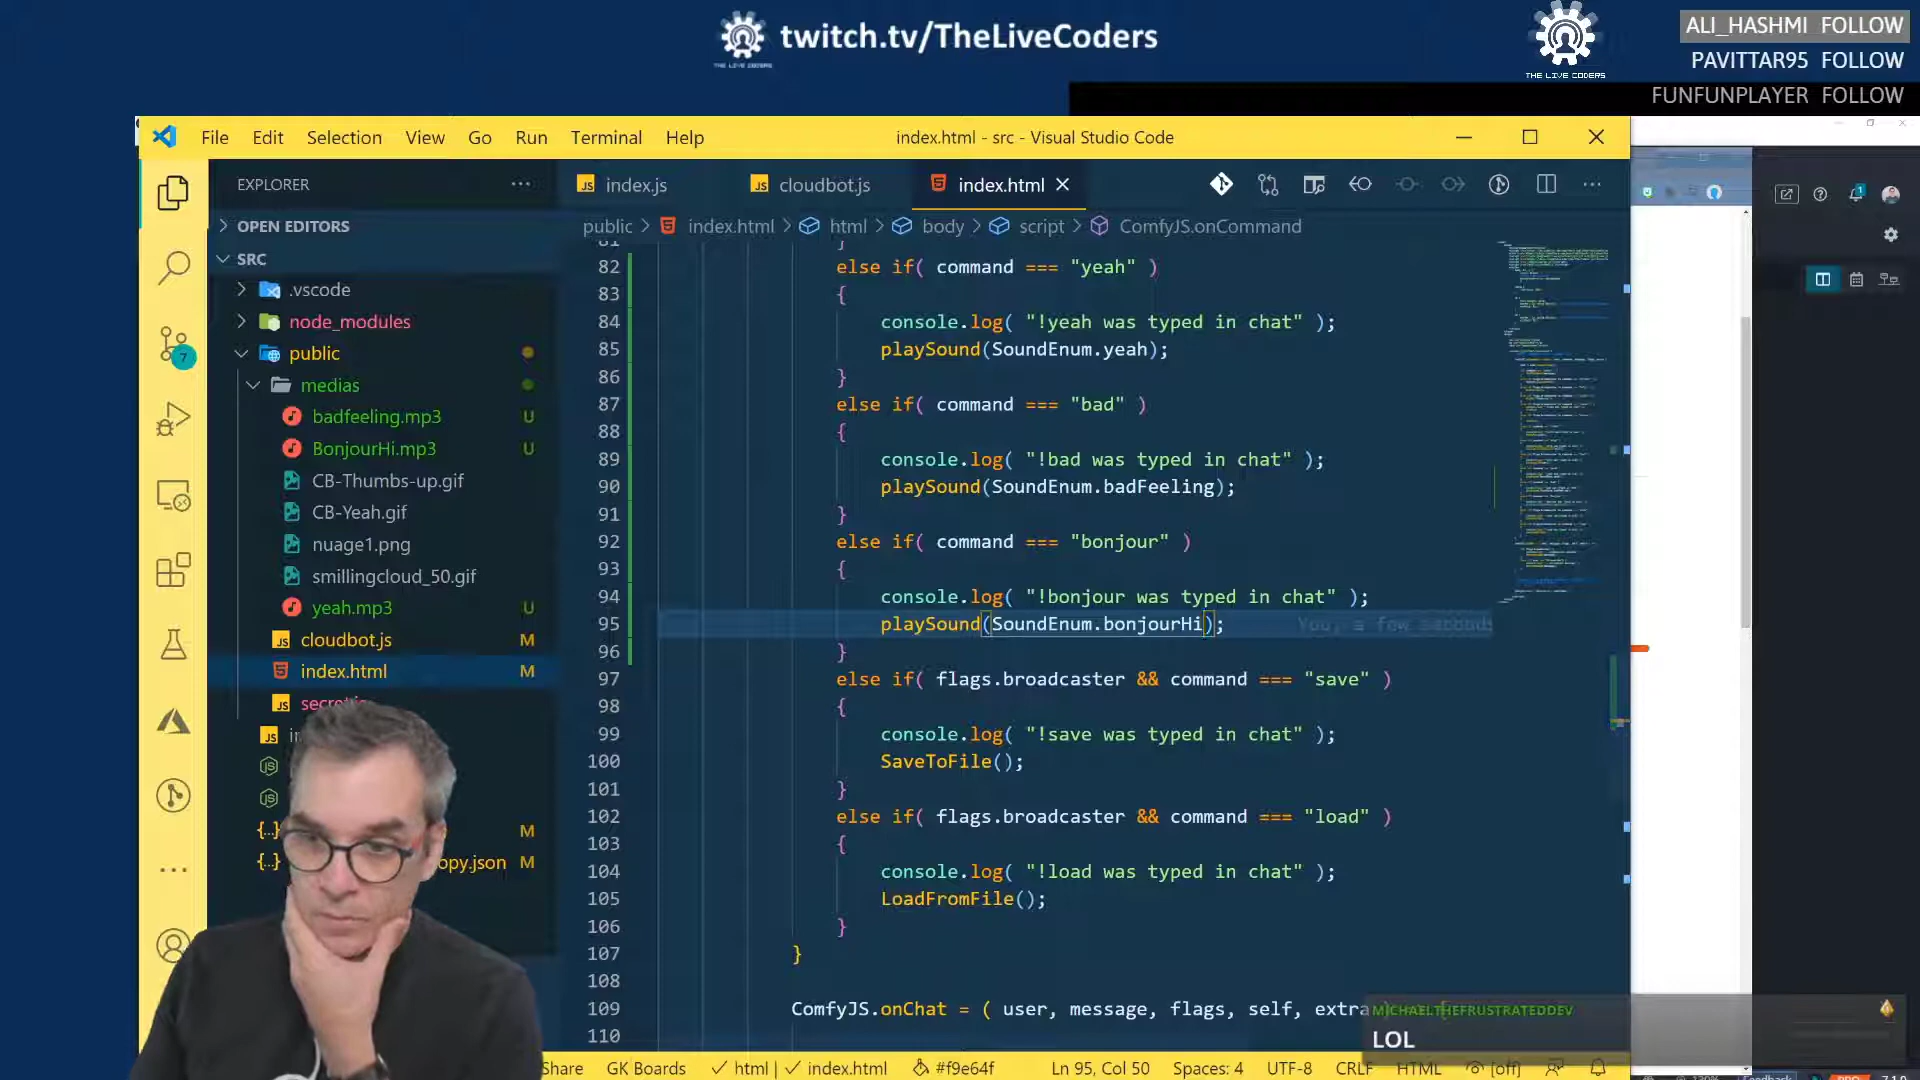 twitch.tv/TheLiveCoders
THE LIVE CODERS
THE LIVE CODERS
ALI_HASHMI FOLLOW
PAVITTAR95 FOLLOW
FUNFUNPLAYER FOLLOW
File Edit Selection View Go Run Terminal Help
index.html - src - Visual Studio Code
EXPLORER
index.js
cloudbot.js
index.html
OPEN EDITORS
public > index.html > html > body > script > ComfyJS.onCommand
SRC
.vscode
node_modules
public
medias
badfeeling.mp3 U
BonjourHi.mp3 U
CB-Thumbs-up.gif
CB-Yeah.gif
nuage1.png
smillingcloud_50.gif
yeah.mp3 U
cloudbot.js M
index.html M
M
opy.json M
7
81 }
82 else if( command === "yeah" )
83 {
84 console.log( "!yeah was typed in chat" );
85 playSound(SoundEnum.yeah);
86 }
87 else if( command === "bad" )
88 {
89 console.log( "!bad was typed in chat" );
90 playSound(SoundEnum.badFeeling);
91 }
92 else if( command === "bonjour" )
93 {
94 console.log( "!bonjour was typed in chat" );
95 playSound(SoundEnum.bonjourHi); You, a few seconds
96 }
97 else if( flags.broadcaster && command === "save" )
98 {
99 console.log( "!save was typed in chat" );
100 SaveToFile();
101 }
102 else if( flags.broadcaster && command === "load" )
103 {
104 console.log( "!load was typed in chat" );
105 LoadFromFile();
106 }
107 }
108
109 ComfyJS.onChat = ( user, message, flags, self, extra
110
MICHAELTHEFRUSTRATEDDEV
LOL
Share GK Boards html | index.html #f9e64f Ln 95, Col 50 Spaces: 4 UTF-8 CRLF HTML [off]